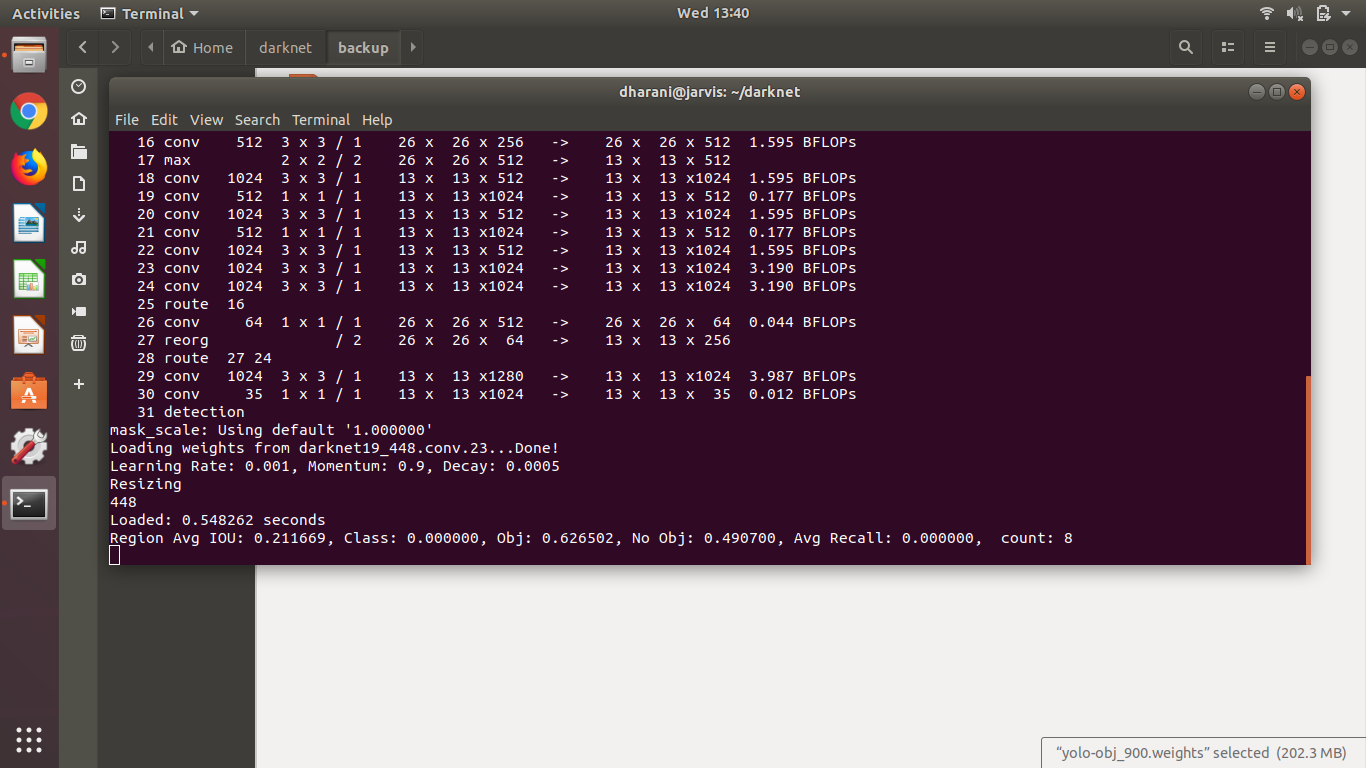 Activities Terminal Wed 13:40
Home darknet backup
dharani@jarvis: ~/darknet
File Edit View Search Terminal Help
16 conv 512 3 x 3 / 1 26 x 26 x 256 -> 26 x 26 x 512 1.595 BFLOPs
17 max 2 x 2 / 2 26 x 26 x 512 -> 13 x 13 x 512
18 conv 1024 3 x 3 / 1 13 x 13 x 512 -> 13 x 13 x1024 1.595 BFLOPs
19 conv 512 1 x 1 / 1 13 x 13 x1024 -> 13 x 13 x 512 0.177 BFLOPs
20 conv 1024 3 x 3 / 1 13 x 13 x 512 -> 13 x 13 x1024 1.595 BFLOPs
21 conv 512 1 x 1 / 1 13 x 13 x1024 -> 13 x 13 x 512 0.177 BFLOPs
22 conv 1024 3 x 3 / 1 13 x 13 x 512 -> 13 x 13 x1024 1.595 BFLOPs
23 conv 1024 3 x 3 / 1 13 x 13 x1024 -> 13 x 13 x1024 3.190 BFLOPs
24 conv 1024 3 x 3 / 1 13 x 13 x1024 -> 13 x 13 x1024 3.190 BFLOPs
25 route 16
26 conv 64 1 x 1 / 1 26 x 26 x 512 -> 26 x 26 x 64 0.044 BFLOPs
27 reorg / 2 26 x 26 x 64 -> 13 x 13 x 256
28 route 27 24
29 conv 1024 3 x 3 / 1 13 x 13 x1280 -> 13 x 13 x1024 3.987 BFLOPs
30 conv 35 1 x 1 / 1 13 x 13 x1024 -> 13 x 13 x 35 0.012 BFLOPs
31 detection
mask_scale: Using default '1.000000'
Loading weights from darknet19_448.conv.23...Done!
Learning Rate: 0.001, Momentum: 0.9, Decay: 0.0005
Resizing
448
Loaded: 0.548262 seconds
Region Avg IOU: 0.211669, Class: 0.000000, Obj: 0.626502, No Obj: 0.490700, Avg Recall: 0.000000, count: 8
“yolo-obj_900.weights” selected (202.3 MB)